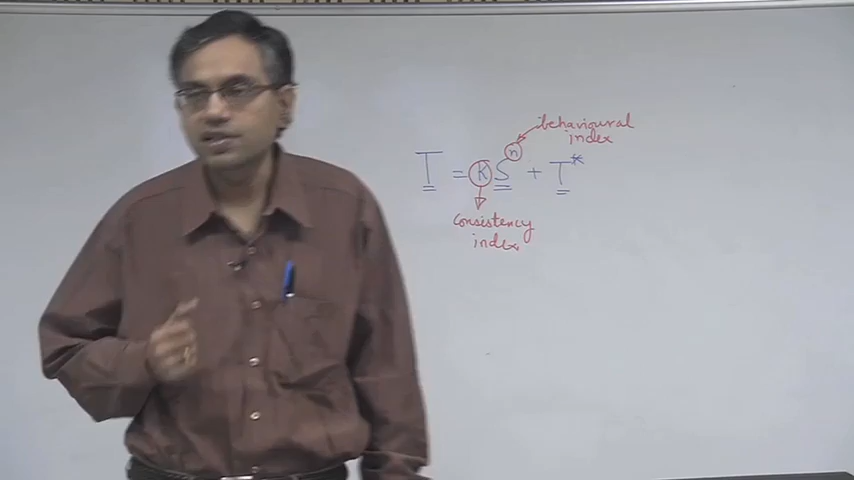 behavioural
index
T = K S^n + T*
consistency
index